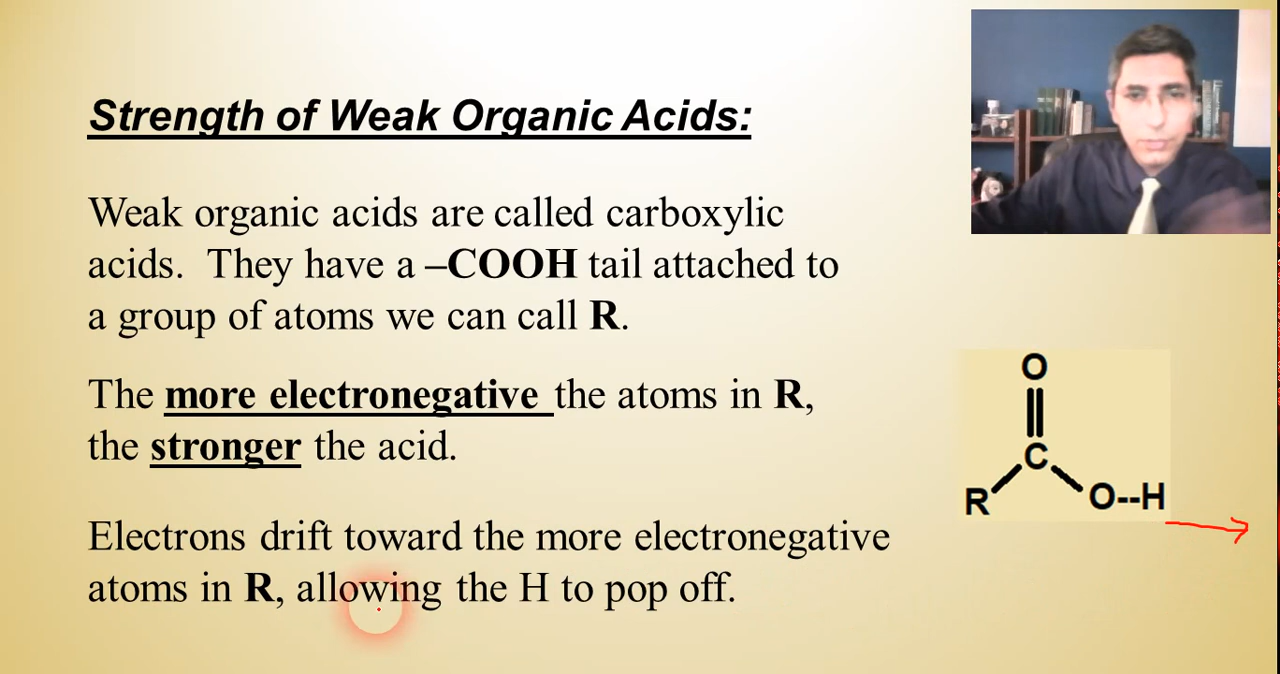 Strength of Weak Organic Acids:
Weak organic acids are called carboxylic
acids. They have a –COOH tail attached to
a group of atoms we can call R.
The more electronegative the atoms in R,
the stronger the acid.
Electrons drift toward the more electronegative
atoms in R, allowing the H to pop off.
O
C
R O--H